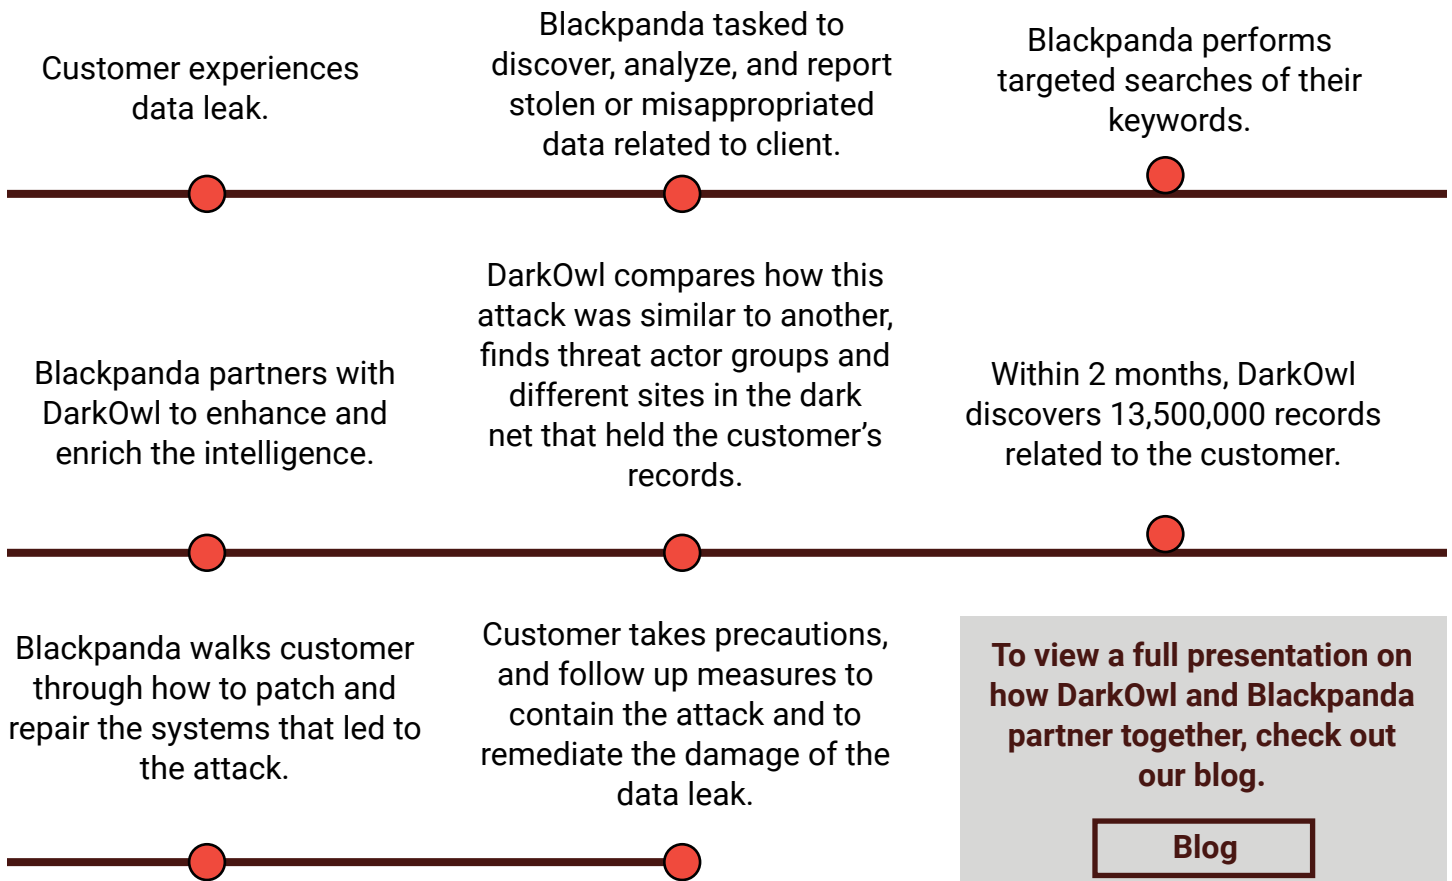 Customer experiences
data leak.
Blackpanda tasked to
discover, analyze, and report
stolen or misappropriated
data related to client.
Blackpanda performs
targeted searches of their
keywords.
Blackpanda partners with
DarkOwl to enhance and
enrich the intelligence.
DarkOwl compares how this
attack was similar to another,
finds threat actor groups and
different sites in the dark
net that held the customer’s
records.
Within 2 months, DarkOwl
discovers 13,500,000 records
related to the customer.
Blackpanda walks customer
through how to patch and
repair the systems that led to
the attack.
Customer takes precautions,
and follow up measures to
contain the attack and to
remediate the damage of the
data leak.
To view a full presentation on
how DarkOwl and Blackpanda
partner together, check out
our blog.
Blog